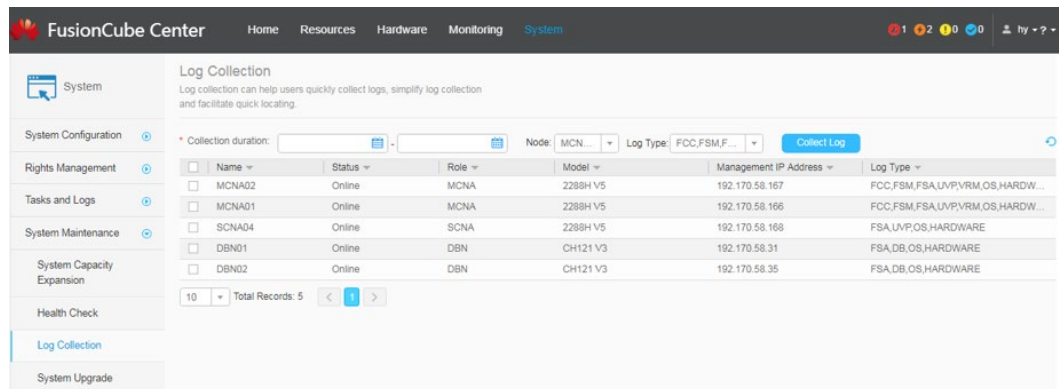 FusionCube Center Home Resources Hardware Monitoring System 1 2 0 0 hy ?
System
Log Collection
Log collection can help users quickly collect logs, simplify log collection
and facilitate quick locating.
System Configuration
* Collection duration: - Node: MCN... Log Type: FCC,FSM,F... Collect Log
Rights Management
Name Status Role Model Management IP Address Log Type
MCNA02 Online MCNA 2288H V5 192.170.58.167 FCC,FSM,FSA,UVP,VRM,OS,HARDW...
Tasks and Logs
MCNA01 Online MCNA 2288H V5 192.170.58.166 FCC,FSM,FSA,UVP,VRM,OS,HARDW...
System Maintenance
SCNA04 Online SCNA 2288H V5 192.170.58.168 FSA,UVP,OS,HARDWARE
DBN01 Online DBN CH121 V3 192.170.58.31 FSA,DB,OS,HARDWARE
System Capacity
Expansion
DBN02 Online DBN CH121 V3 192.170.58.35 FSA,DB,OS,HARDWARE
10 Total Records: 5 < 1 >
Health Check
Log Collection
System Upgrade